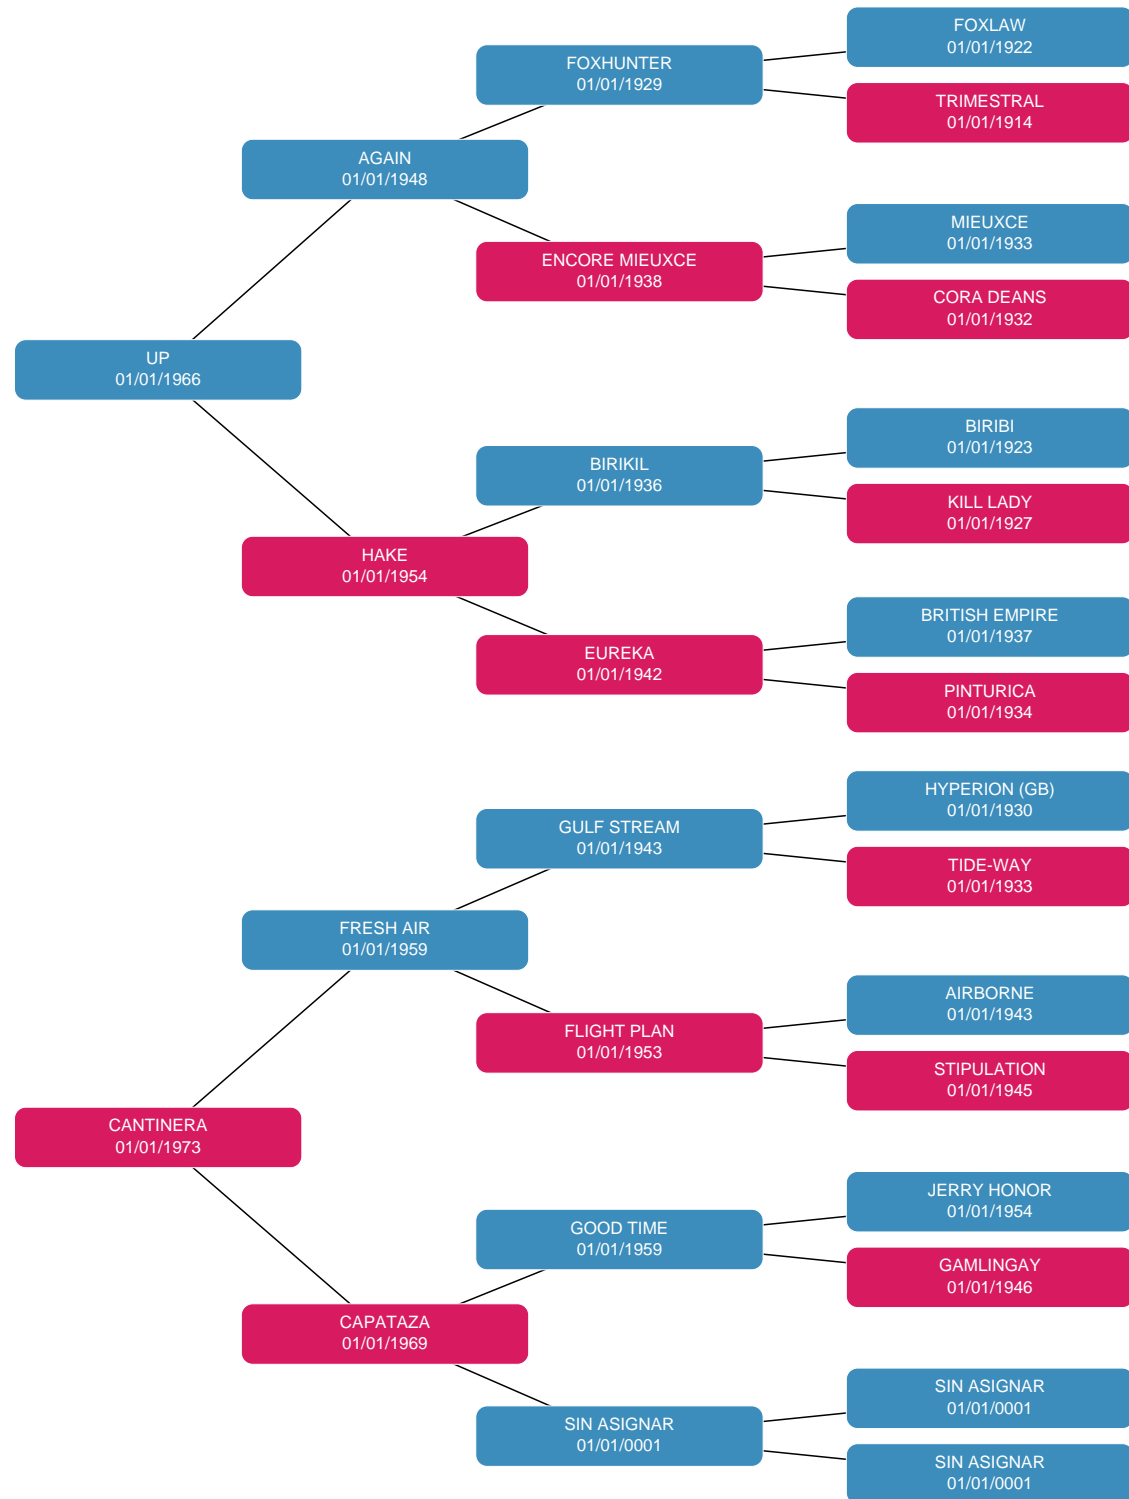 FOXLAW
01/01/1922
FOXHUNTER
01/01/1929
TRIMESTRAL
01/01/1914
AGAIN
01/01/1948
MIEUXCE
01/01/1933
ENCORE MIEUXCE
01/01/1938
CORA DEANS
01/01/1932
UP
01/01/1966
BIRIBI
01/01/1923
BIRIKIL
01/01/1936
KILL LADY
01/01/1927
HAKE
01/01/1954
BRITISH EMPIRE
01/01/1937
EUREKA
01/01/1942
PINTURICA
01/01/1934
HYPERION (GB)
01/01/1930
GULF STREAM
01/01/1943
TIDE-WAY
01/01/1933
FRESH AIR
01/01/1959
AIRBORNE
01/01/1943
FLIGHT PLAN
01/01/1953
STIPULATION
01/01/1945
CANTINERA
01/01/1973
JERRY HONOR
01/01/1954
GOOD TIME
01/01/1959
GAMLINGAY
01/01/1946
CAPATAZA
01/01/1969
SIN ASIGNAR
01/01/0001
SIN ASIGNAR
01/01/0001
SIN ASIGNAR
01/01/0001